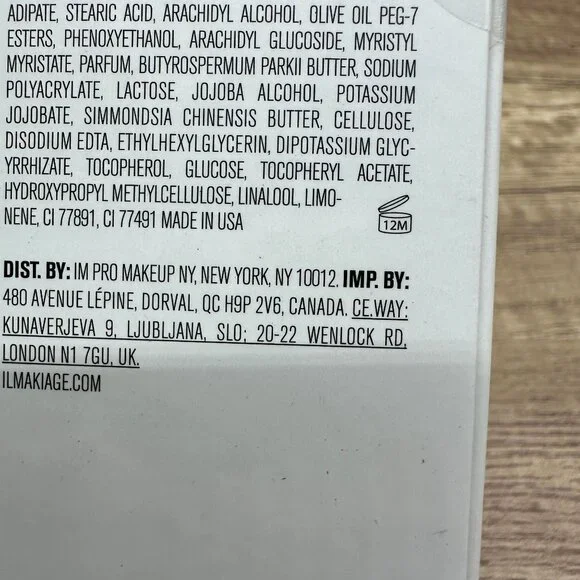 ADIPATE, STEARIC ACID, ARACHIDYL ALCOHOL, OLIVE OIL PEG-7
ESTERS, PHENOXYETHANOL, ARACHIDYL GLUCOSIDE, MYRISTYL
MYRISTATE, PARFUM, BUTYROSPERMUM PARKII BUTTER, SODIUM
POLYACRYLATE, LACTOSE, JOJOBA ALCOHOL, POTASSIUM
JOJOBATE, SIMMONDSIA CHINENSIS BUTTER, CELLULOSE,
DISODIUM EDTA, ETHYLHEXYLGLYCERIN, DIPOTASSIUM GLYC-
YRRHIZATE, TOCOPHEROL, GLUCOSE, TOCOPHERYL ACETATE,
HYDROXYPROPYL METHYLCELLULOSE, LINALOOL, LIMO-
NENE, CI 77891, CI 77491 MADE IN USA
12M
DIST. BY: IM PRO MAKEUP NY, NEW YORK, NY 10012. IMP. BY:
480 AVENUE LÉPINE, DORVAL, QC H9P 2V6, CANADA. CE.WAY:
KUNAVERJEVA 9, LJUBLJANA, SLO; 20-22 WENLOCK RD,
LONDON N1 7GU, UK.
ILMAKIAGE.COM